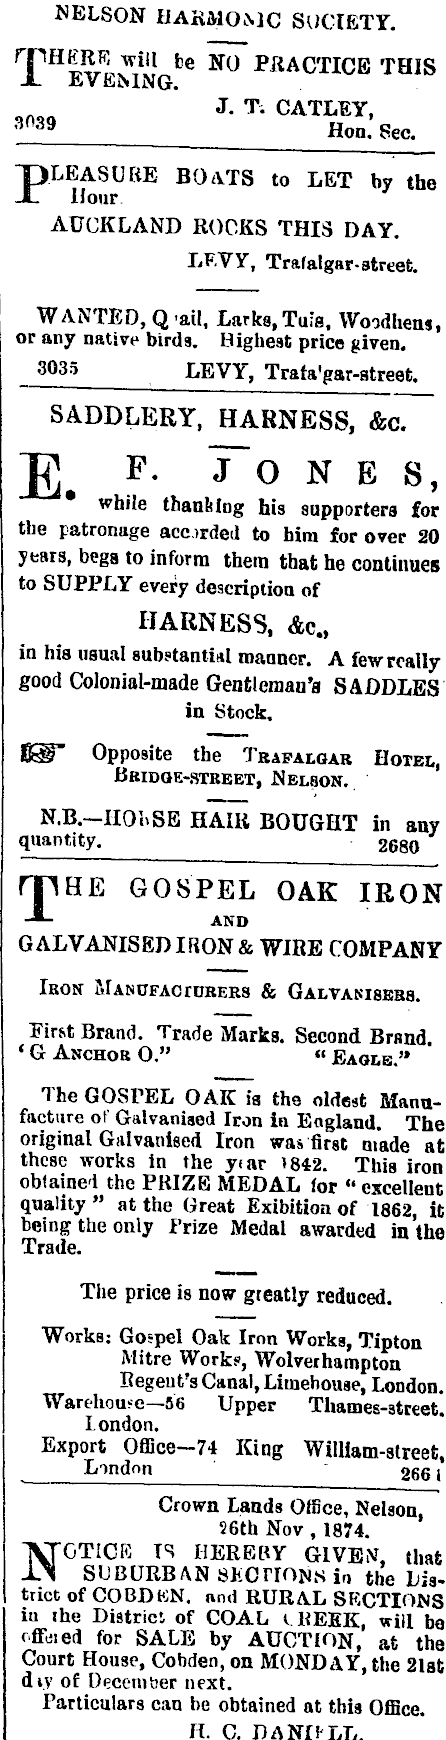 NELSON HARMONIC SOCIETY.
THERE will be NO PRACTICE THIS
EVENING.
J. T. CATLEY,
3039 Hon. Sec.
PLEASURE BOATS to LET by the
Hour
AUCKLAND ROCKS THIS DAY.
LEVY, Trafalgar-street.
WANTED, Quail, Larks, Tuis, Woodhens,
or any native birds. Highest price given.
3035 LEVY, Trafa'gar-street.
SADDLERY, HARNESS, &c.
E. F. JONES,
while thanking his supporters for
the patronage accorded to him for over 20
years, begs to inform them that he continues
to SUPPLY every description of
HARNESS, &c.,
in his usual substantial manner. A few really
good Colonial-made Gentleman's SADDLES
in Stock.
☞ Opposite the TRAFALGAR HOTEL,
BRIDGE-STREET, NELSON.
N.B.—HORSE HAIR BOUGHT in any
quantity. 2680
THE GOSPEL OAK IRON
AND
GALVANISED IRON & WIRE COMPANY
IRON MANUFACTURERS & GALVANISERS.
First Brand. Trade Marks. Second Brand.
'G ANCHOR O." "EAGLE."
The GOSPEL OAK is the oldest Manu-
facture of Galvanised Iron in England. The
original Galvanised Iron was first made at
these works in the year 1842. This iron
obtained the PRIZE MEDAL for "excellent
quality" at the Great Exibition of 1862, it
being the only Prize Medal awarded in the
Trade.
The price is now greatly reduced.
Works: Gospel Oak Iron Works, Tipton
Mitre Works, Wolverhampton
Regent's Canal, Limehouse, London.
Warehouse—56 Upper Thames-street,
London.
Export Office—74 King William-street,
London 266
Crown Lands Office, Nelson,
26th Nov, 1874.
NOTICE IS HEREBY GIVEN, that
SUBURBAN SECTIONS in the Dis-
trict of COBDEN, and RURAL SECTIONS
in the District of COAL CREEK, will be
offered for SALE by AUCTION, at the
Court House, Cobden, on MONDAY, the 21st
day of December next.
Particulars can be obtained at this Office.
H. C. DANIELL.